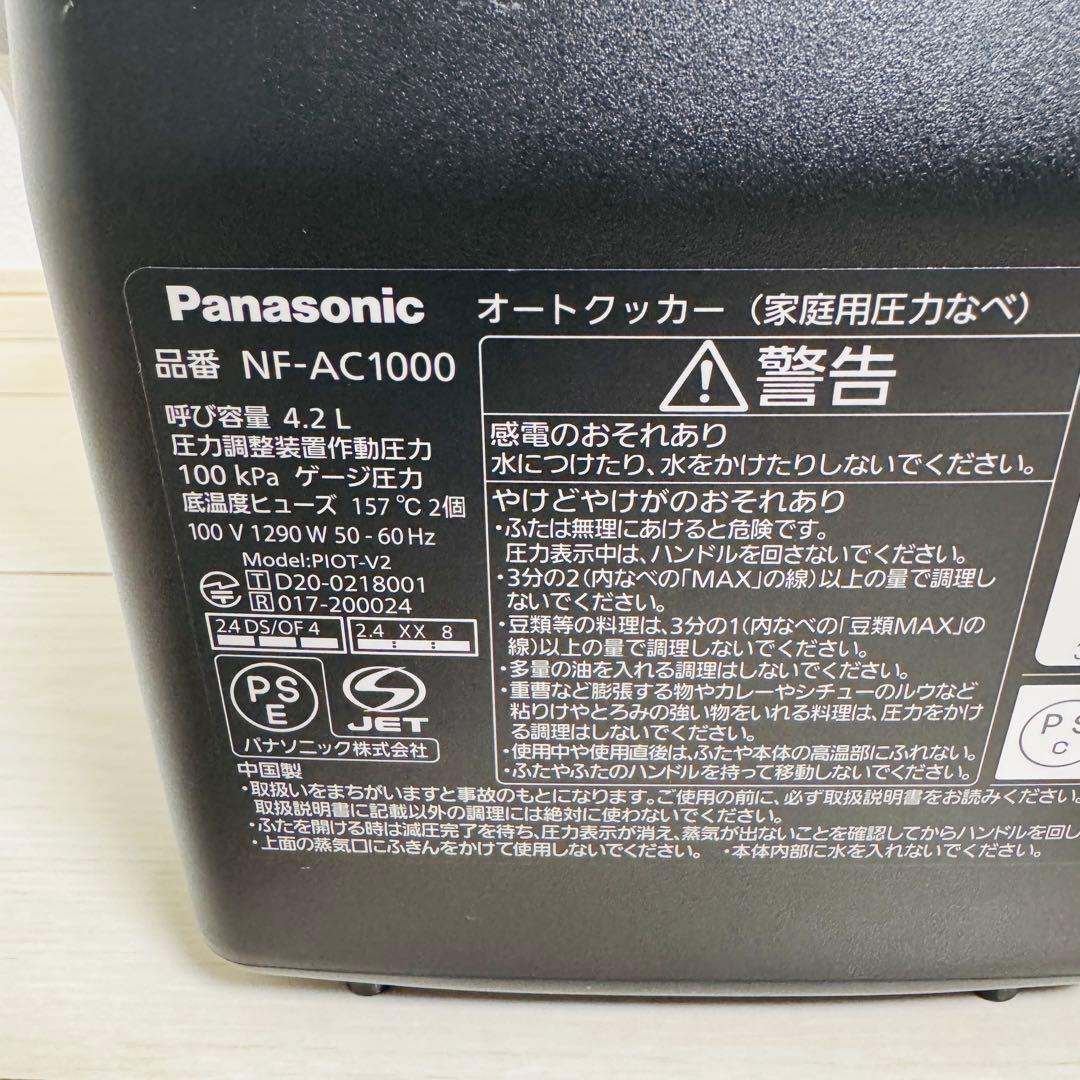 Panasonic オートクッカー（家庭用圧力なべ）
品番 NF-AC1000
呼び容量 4.2 L
圧力調整装置作動圧力
100 kPa ゲージ圧力
底温度ヒューズ 157 ℃ 2個
100 V 1290 W 50 - 60 Hz
Model:PIOT-V2
T D20-0218001
R 017-200024
2.4 DS/OF 4 2.4 XX 8
PS
E
JET
パナソニック株式会社
中国製
警告
感電のおそれあり
水につけたり、水をかけたりしないでください。
やけどやけがのおそれあり
・ふたは無理にあけると危険です。
圧力表示中は、ハンドルを回さないでください。
・3分の2(内なべの「MAX」の線)以上の量で調理し
ないでください。
・豆類等の料理は、3分の1(内なべの「豆類MAX」の
線)以上の量で調理しないでください。
・多量の油を入れる調理はしないでください。
・重曹など膨張する物やカレーやシチューのルウなど
粘りけやとろみの強い物をいれる料理は、圧力をかけ
る調理はしないでください。
・使用中や使用直後は、ふたや本体の高温部にふれない。
・ふたやふたのハンドルを持って移動しないでください。
PS
C
・取扱いをまちがいますと事故のもとになります。ご使用の前に、必ず取扱説明書をお読みください。
取扱説明書に記載以外の調理には絶対に使わないでください。
・ふたを開ける時は減圧完了を待ち、圧力表示が消え、蒸気が出ないことを確認してからハンドルを回し
・上面の蒸気口にふきんをかけて使用しないでください。 ・本体内部に水を入れないでください。